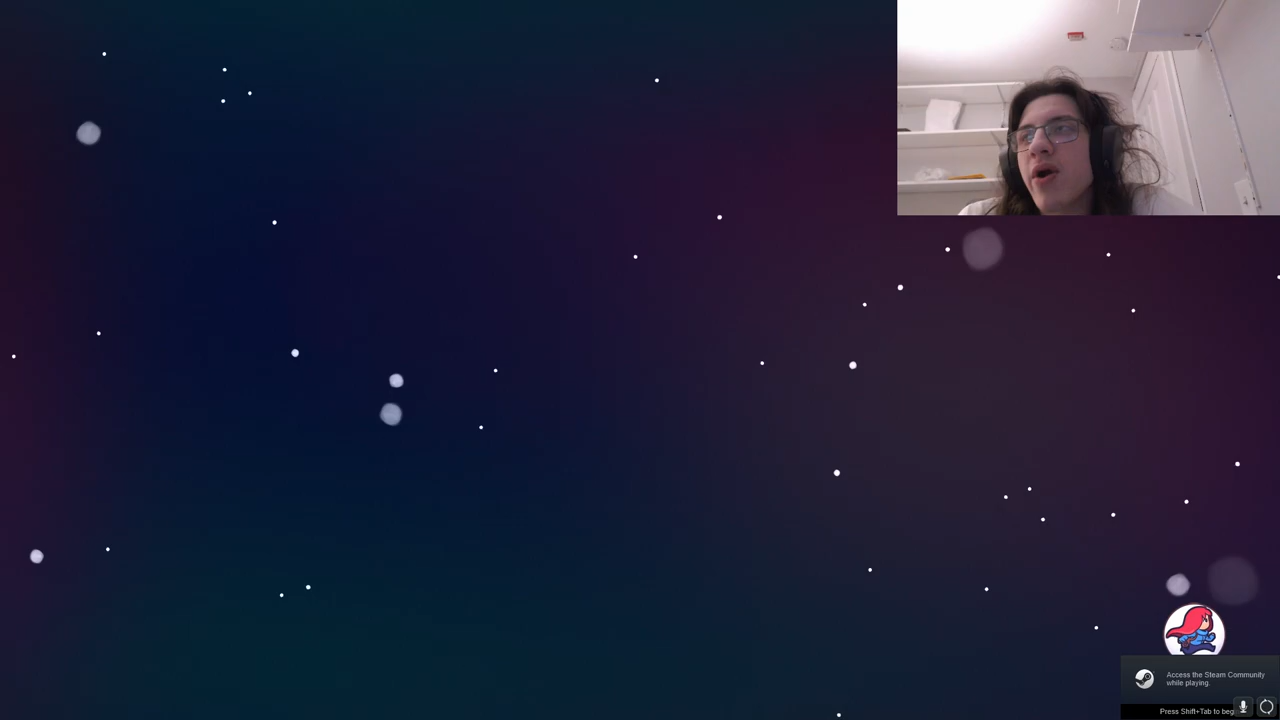 Access the Steam Community
while playing.
Press Shift+Tab to beg